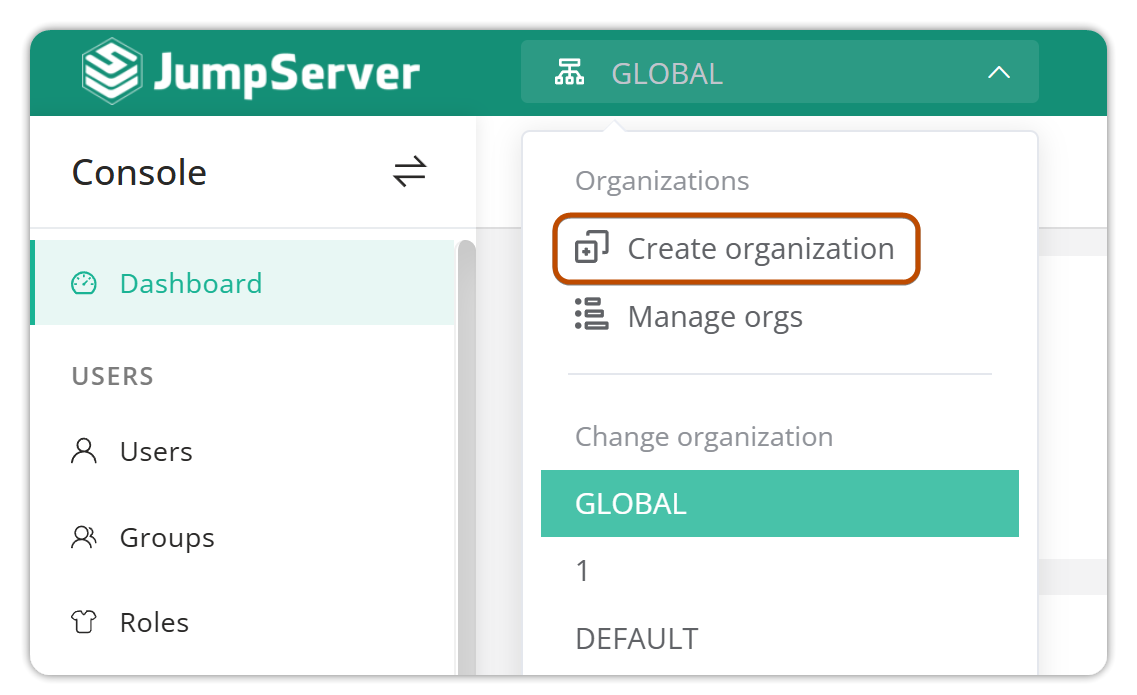 JumpServer
GLOBAL
Console
Dashboard
USERS
Users
Groups
Roles
Organizations
Create organization
Manage orgs
Change organization
GLOBAL
1
DEFAULT